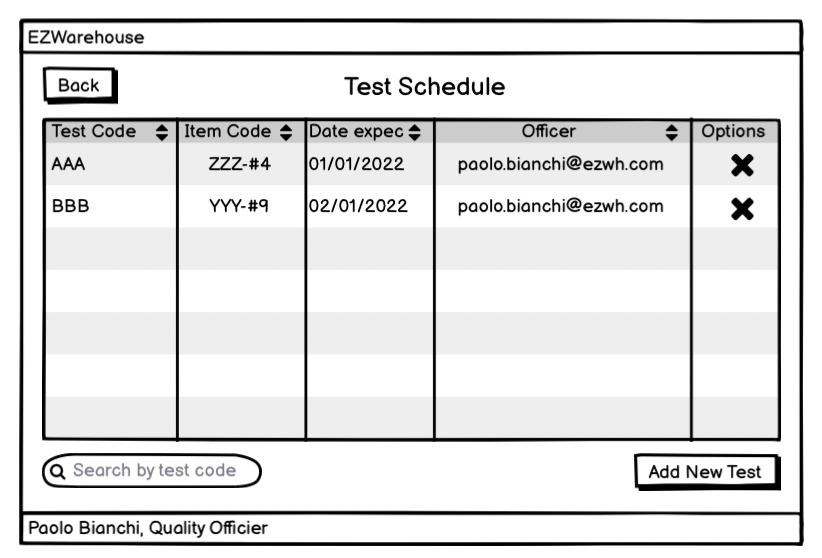 EZWarehouse
Back
Test Schedule
Test Code Item Code Date expec Officer Options
AAA ZZZ-#4 01/01/2022 paolo.bianchi@ezwh.com
BBB YYY-#9 02/01/2022 paolo.bianchi@ezwh.com
Search by test code
Add New Test
Paolo Bianchi, Quality Officier